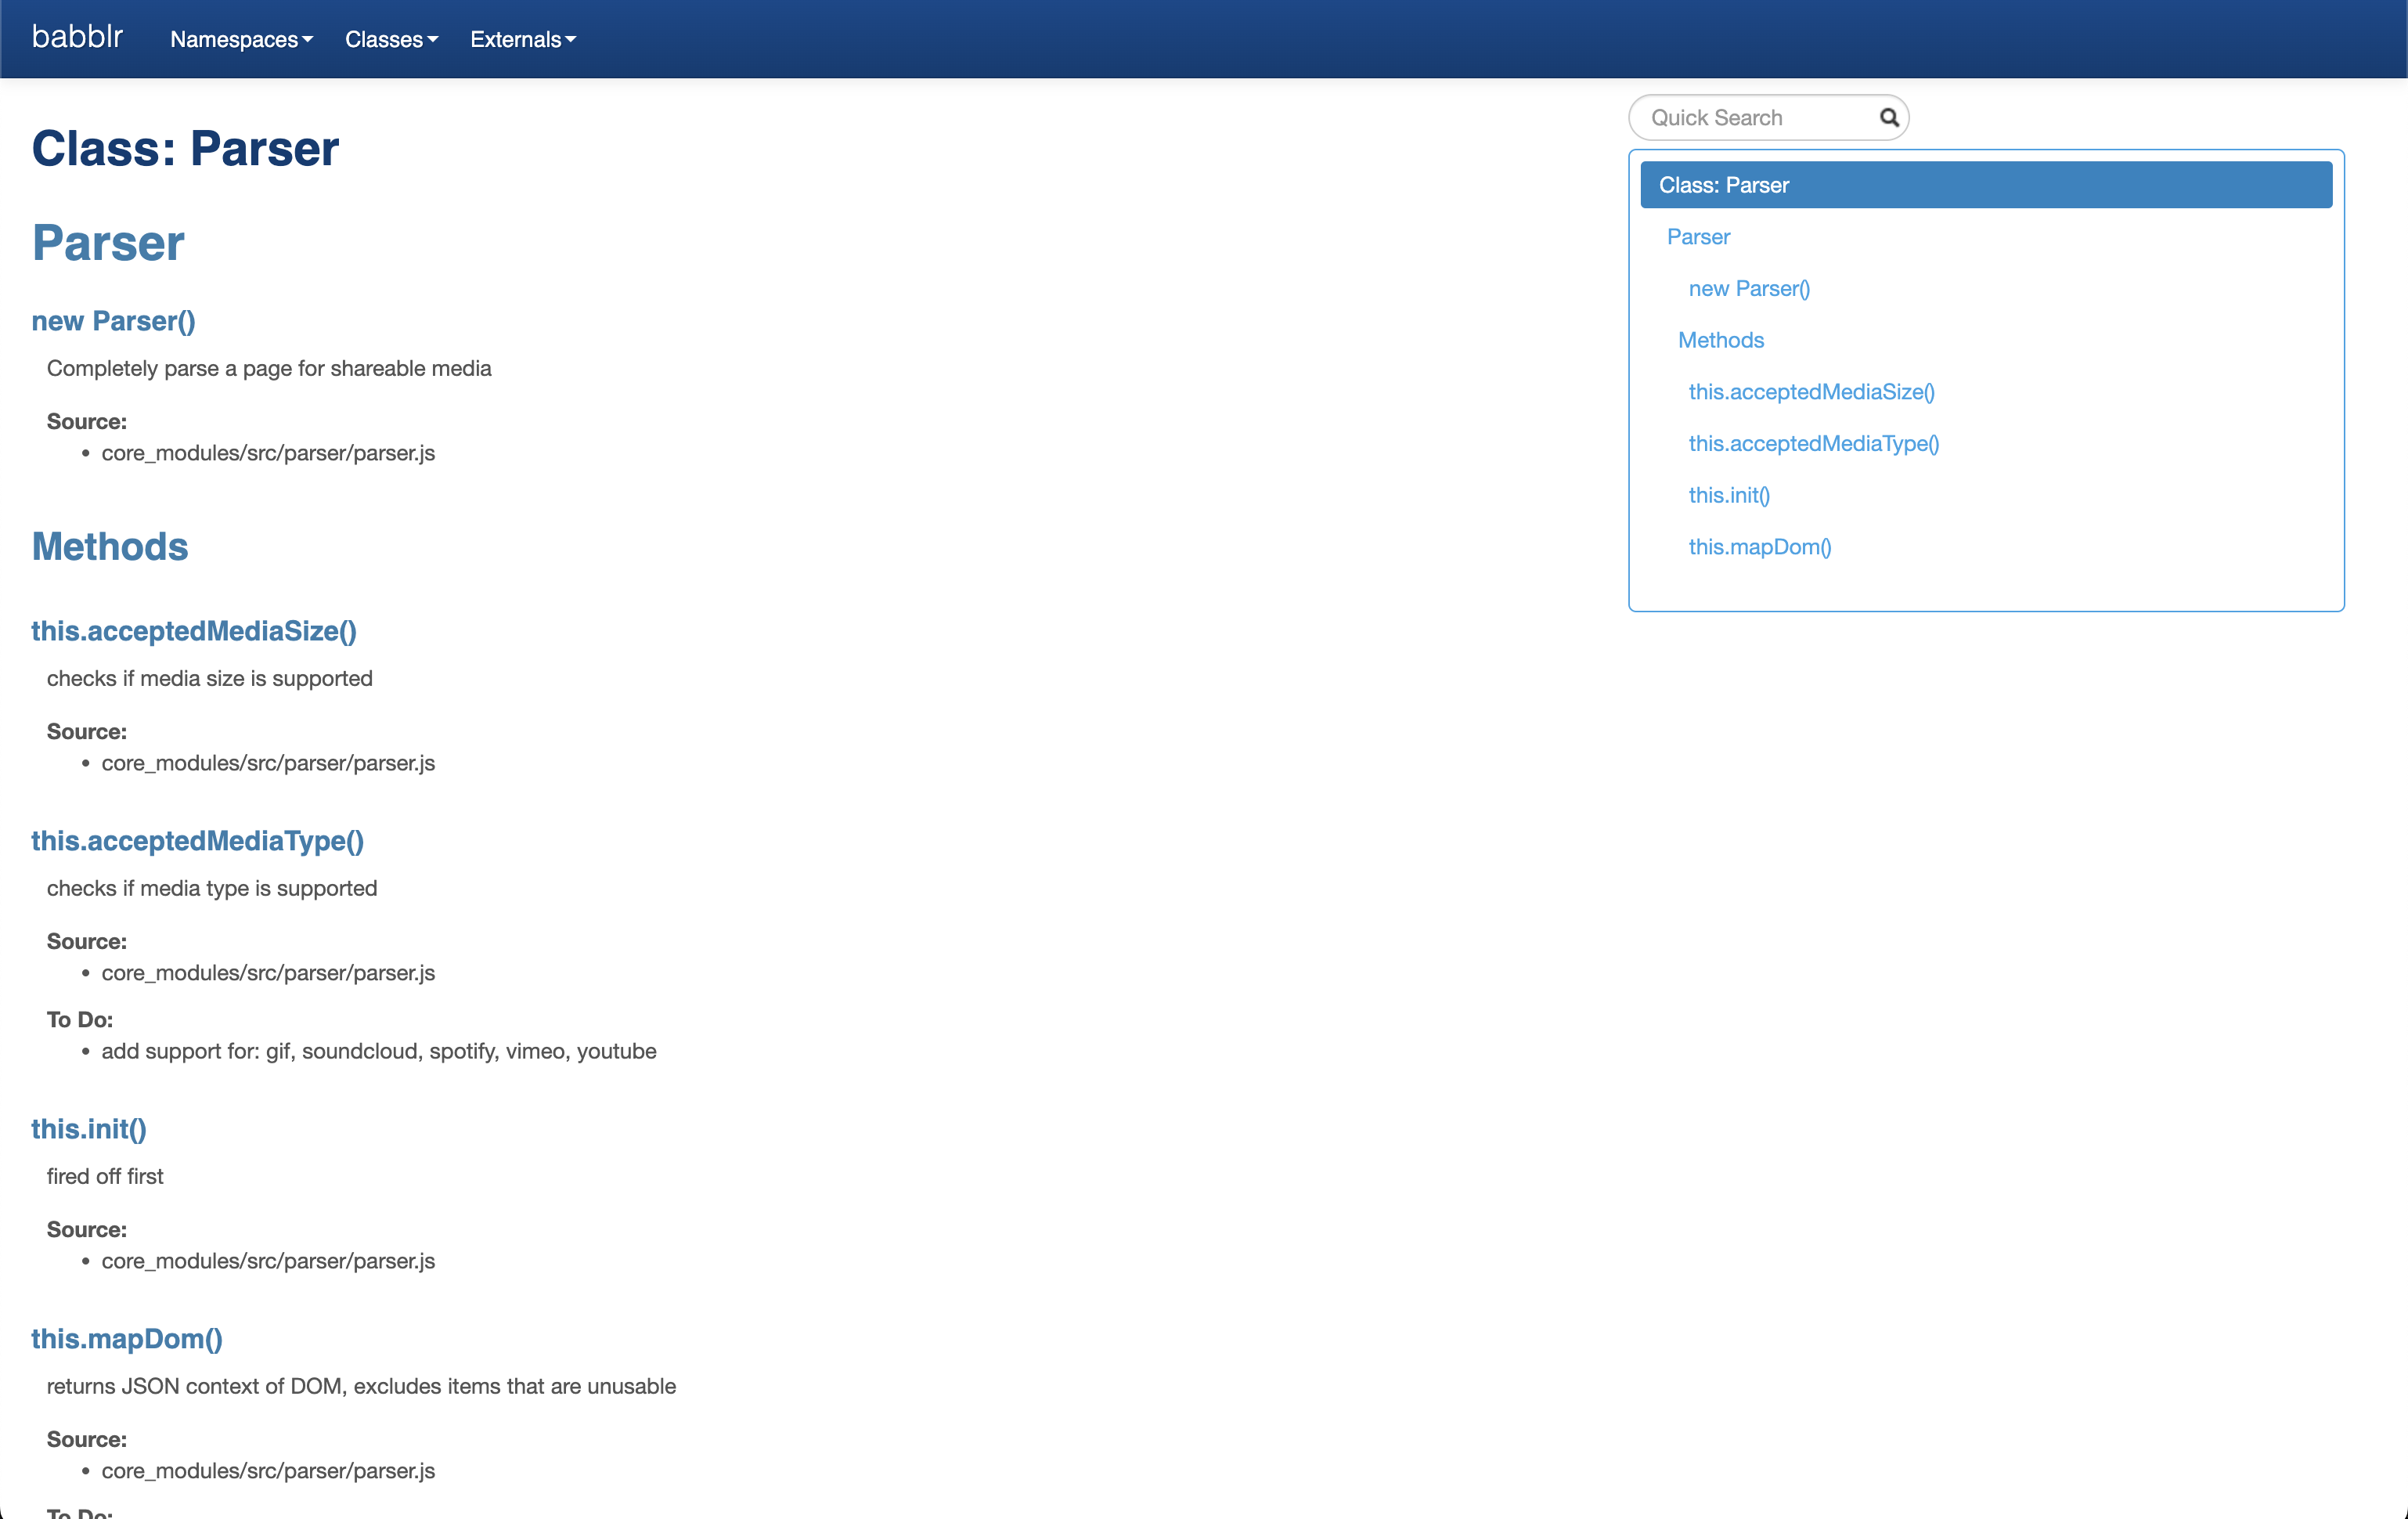 babblr Namespaces Classes Externals
Quick Search
Class: Parser
Parser
new Parser()
Completely parse a page for shareable media
Source:
• core_modules/src/parser/parser.js
Methods
this.acceptedMediaSize()
checks if media size is supported
Source:
• core_modules/src/parser/parser.js
this.acceptedMediaType()
checks if media type is supported
Source:
• core_modules/src/parser/parser.js
To Do:
• add support for: gif, soundcloud, spotify, vimeo, youtube
this.init()
fired off first
Source:
• core_modules/src/parser/parser.js
this.mapDom()
returns JSON context of DOM, excludes items that are unusable
Source:
• core_modules/src/parser/parser.js
To Do:
Class: Parser
Parser
new Parser()
Methods
this.acceptedMediaSize()
this.acceptedMediaType()
this.init()
this.mapDom()